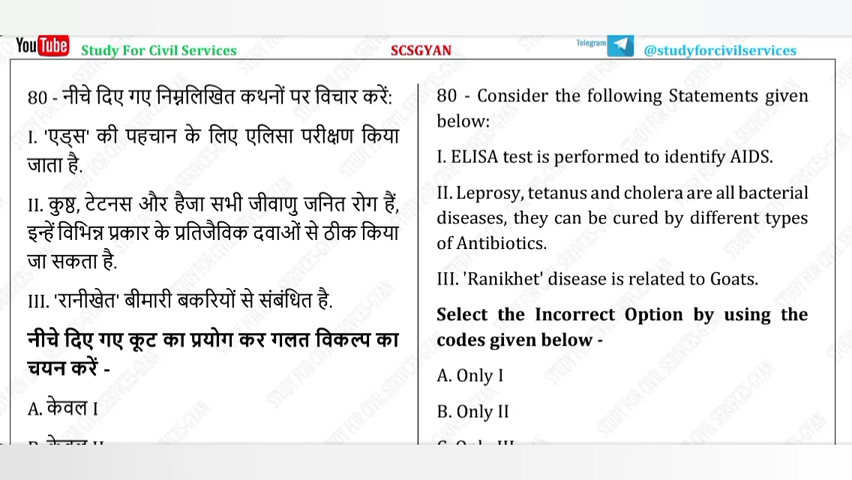 YouTube Study For Civil Services SCSGYAN Telegram @studyforcivilservices
80 - नीचे दिए गए निम्नलिखित कथनों पर विचार करें:
I. 'एड्स' की पहचान के लिए एलिसा परीक्षण किया
जाता है.
II. कुष्ठ, टेटनस और हैजा सभी जीवाणु जनित रोग हैं,
इन्हें विभिन्न प्रकार के प्रतिजैविक दवाओं से ठीक किया
जा सकता है.
III. 'रानीखेत' बीमारी बकरियों से संबंधित है.
नीचे दिए गए कूट का प्रयोग कर गलत विकल्प का
चयन करें -
A. केवल I
80 - Consider the following Statements given
below:
I. ELISA test is performed to identify AIDS.
II. Leprosy, tetanus and cholera are all bacterial
diseases, they can be cured by different types
of Antibiotics.
III. 'Ranikhet' disease is related to Goats.
Select the Incorrect Option by using the
codes given below -
A. Only I
B. Only II